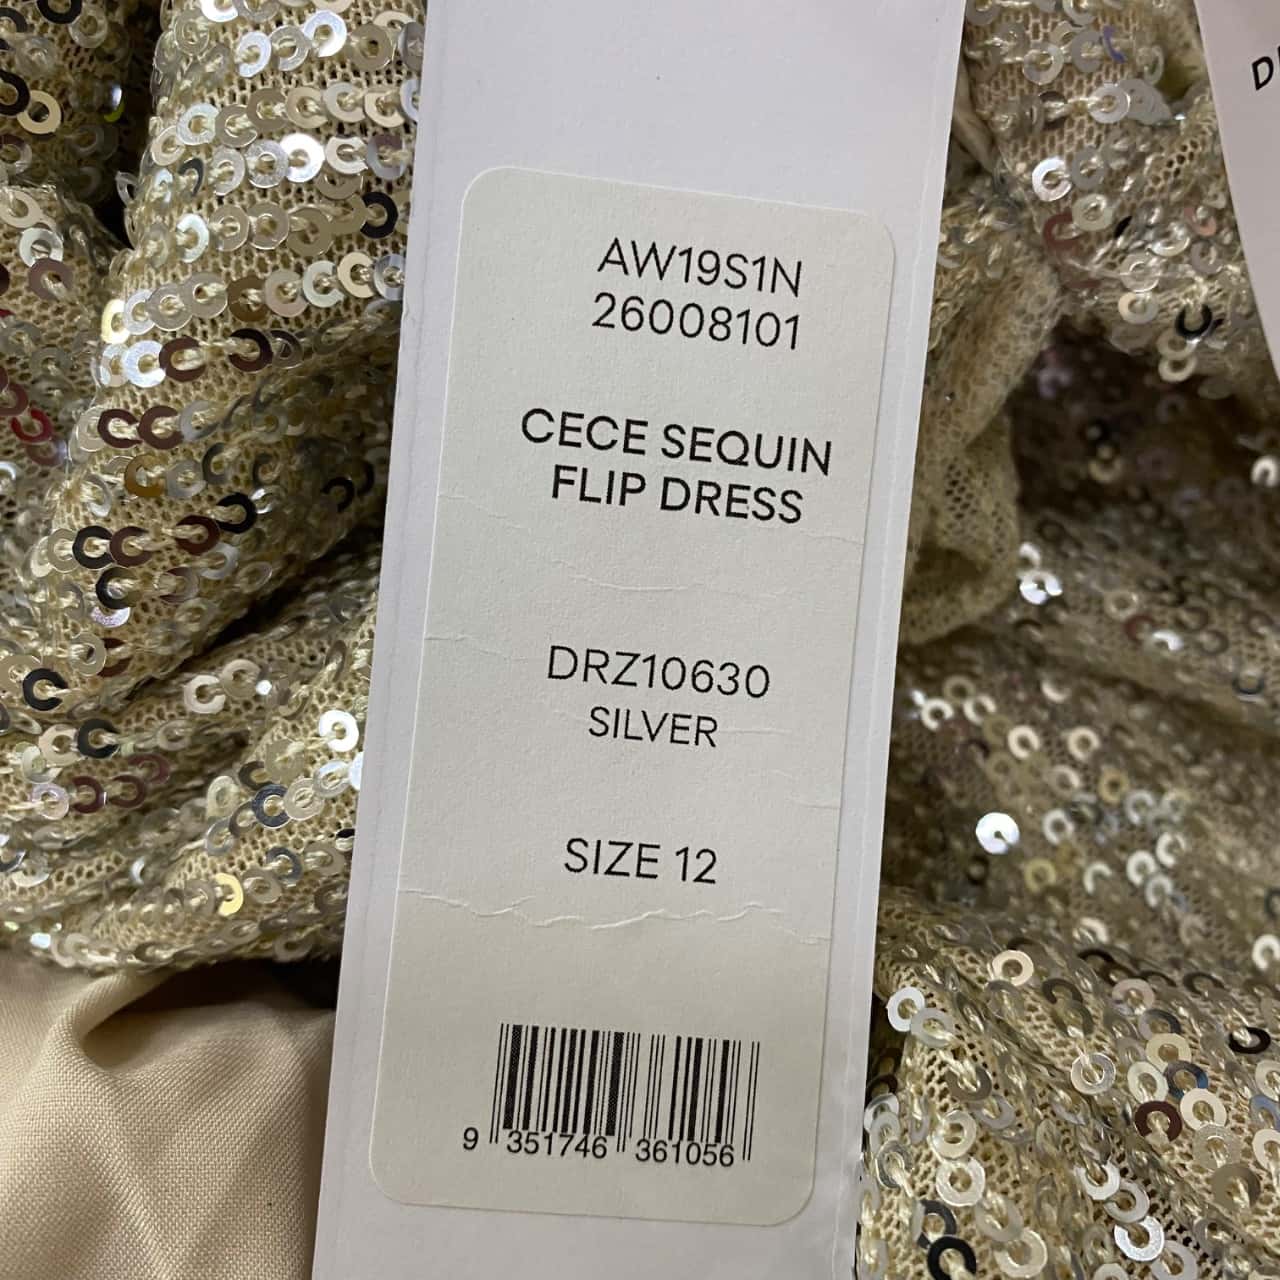 AW19S1N
26008101
CECE SEQUIN
FLIP DRESS
DRZ10630
SILVER
SIZE 12
9 351746 361056